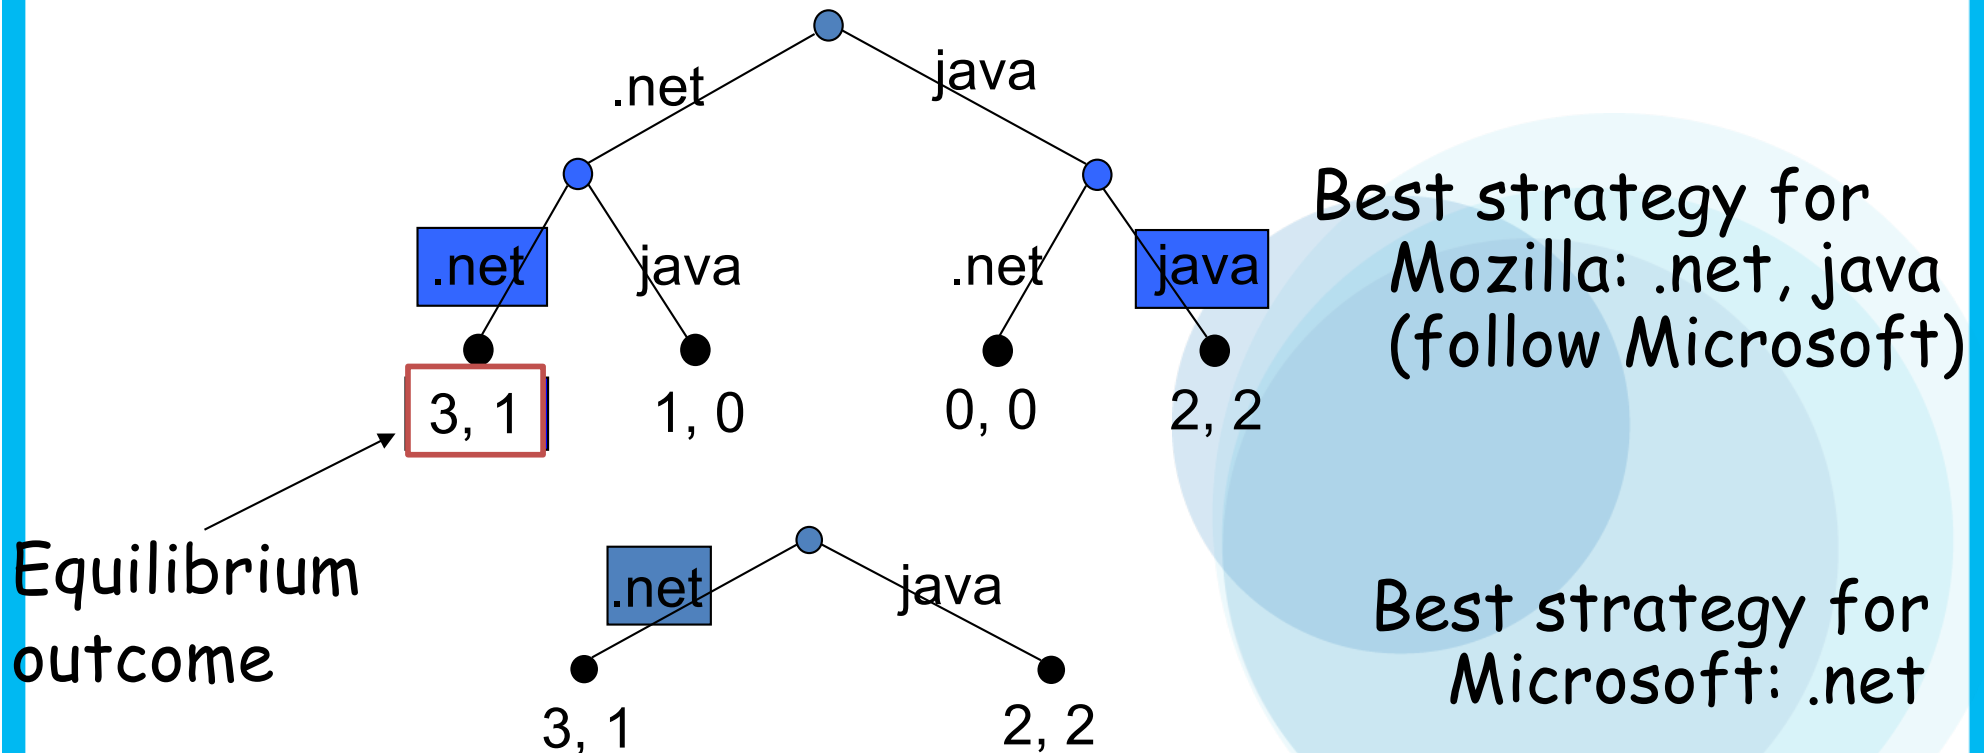 .net
java
.net
java
.net
java
3, 1
1, 0
0, 0
2, 2
Best strategy for
Mozilla: .net, java
(follow Microsoft)
Equilibrium
outcome
.net
java
3, 1
2, 2
Best strategy for
Microsoft: .net